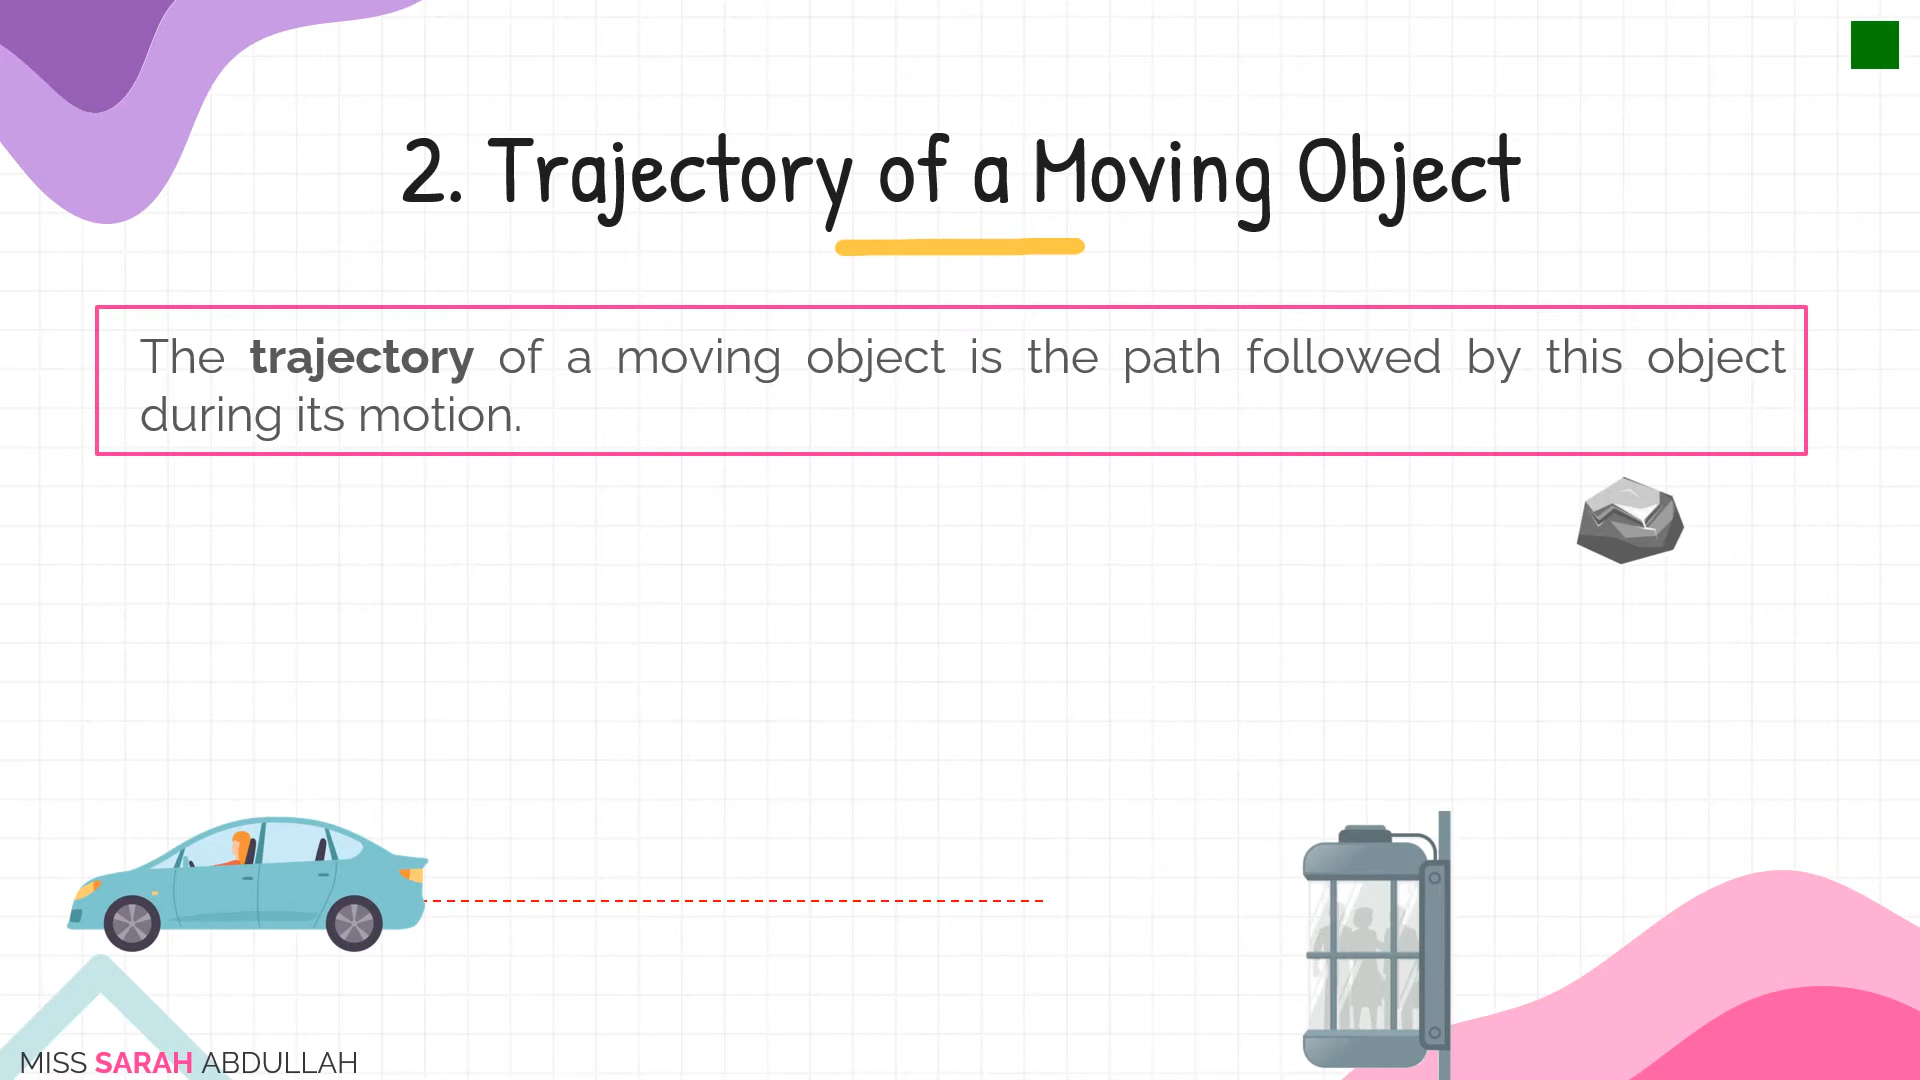 2. Trajectory of a Moving Object
The trajectory of a moving object is the path followed by this object
during its motion.
MISS SARAH ABDULLAH